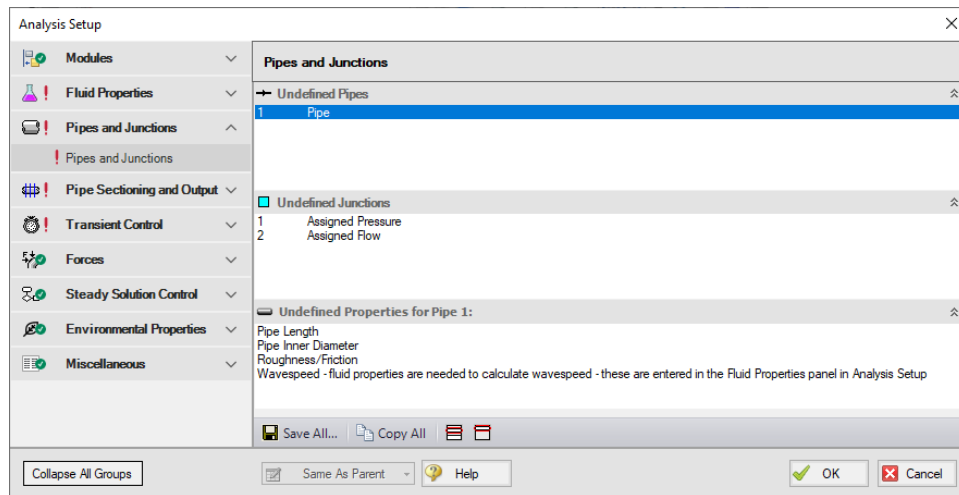 Analysis Setup
Modules
Fluid Properties
Pipes and Junctions
Pipes and Junctions
Pipe Sectioning and Output
Transient Control
Forces
Steady Solution Control
Environmental Properties
Miscellaneous
Collapse All Groups
Pipes and Junctions
Undefined Pipes
1 Pipe
Undefined Junctions
1 Assigned Pressure
2 Assigned Flow
Undefined Properties for Pipe 1:
Pipe Length
Pipe Inner Diameter
Roughness/Friction
Wavespeed - fluid properties are needed to calculate wavespeed - these are entered in the Fluid Properties panel in Analysis Setup
Save All... Copy All
Same As Parent Help OK Cancel